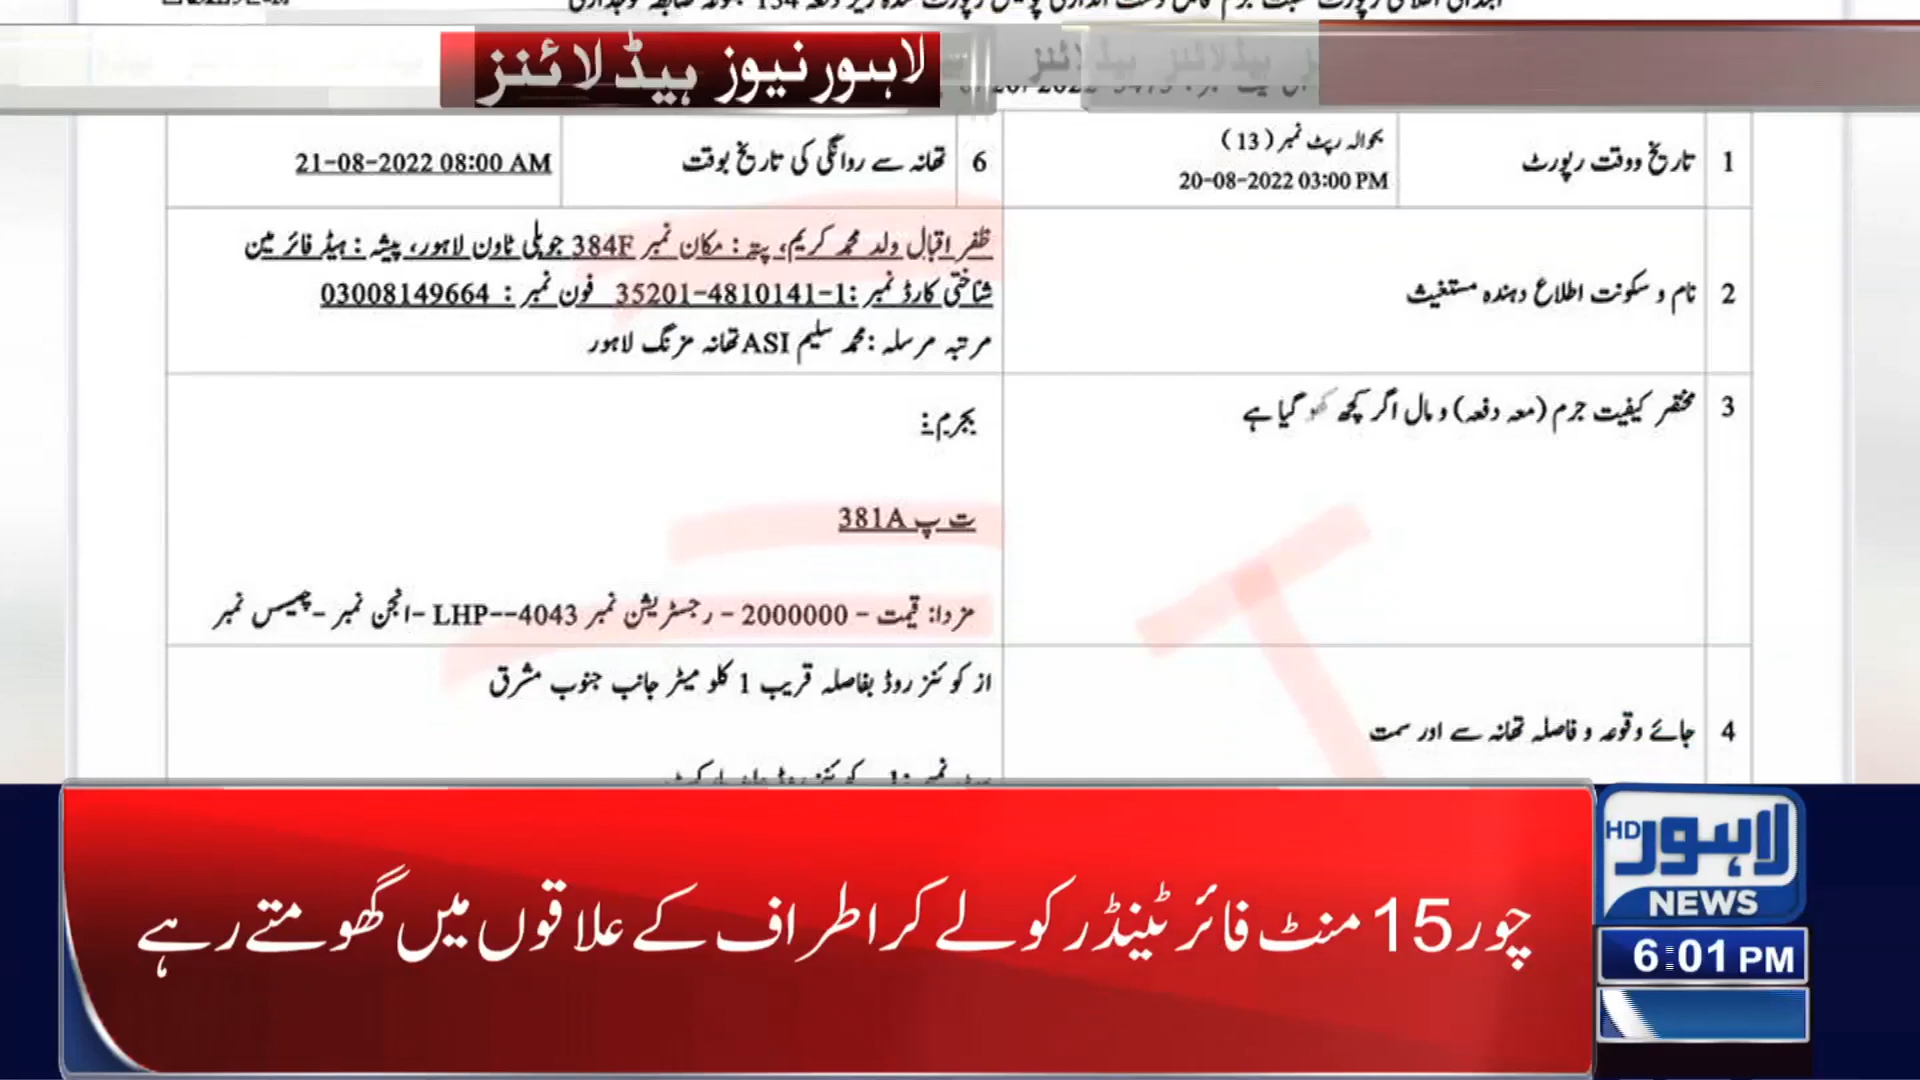 لاہور نیوز ہیڈ لائنز
1 تاریخ ووقت رپورٹ
بحوالہ رپٹ نمبر (13)
20-08-2022 03:00 PM
6 تھانہ سے روانگی کی تاریخ بوقت
21-08-2022 08:00 AM
2 نام و سکونت اطلاع دہندہ مستغیث
ظفر اقبال ولد محمد کریم، پتہ : مکان نمبر 384F جوبلی ٹاون لاہور، پیشہ : ہیڈ فائر مین
شناختی کارڈ نمبر :1-4810141-35201 فون نمبر : 03008149664
مرتبہ مرسلہ :محمد سلیم ASI تھانہ مزنگ لاہور
3 مختصر کیفیت جرم (معہ دفعہ) و مال اگر کچھ کھو گیا ہے
بجرم:
ت پ 381A
مزدا: قیمت - 2000000 - رجسٹریشن نمبر LHP--4043 -انجن نمبر -چیسس نمبر
4 جائے وقوعہ و فاصلہ تھانہ سے اور سمت
از کوئنز روڈ بفاصلہ قریب 1 کلو میٹر جانب جنوب مشرق
چور 15 منٹ فائر ٹینڈر کو لے کر اطراف کے علاقوں میں گھومتے رہے
لاہور HD
NEWS
6:01 PM